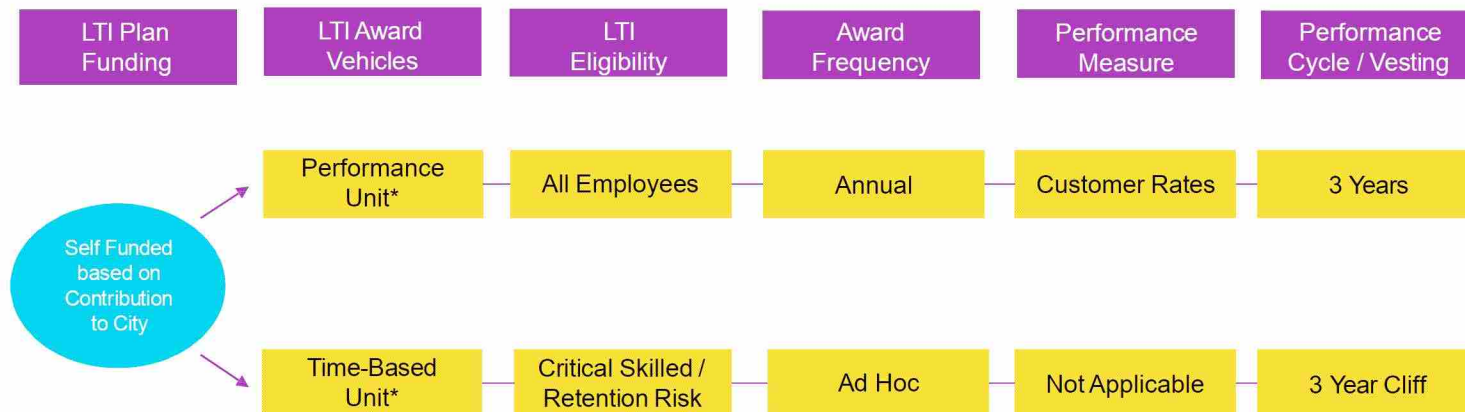 LTI Plan
Funding
LTI Award
Vehicles
LTI
Eligibility
Award
Frequency
Performance
Measure
Performance
Cycle / Vesting
Self Funded
based on
Contribution
to City
Performance
Unit*
All Employees
Annual
Customer Rates
3 Years
Time-Based
Unit*
Critical Skilled /
Retention Risk
Ad Hoc
Not Applicable
3 Year Cliff